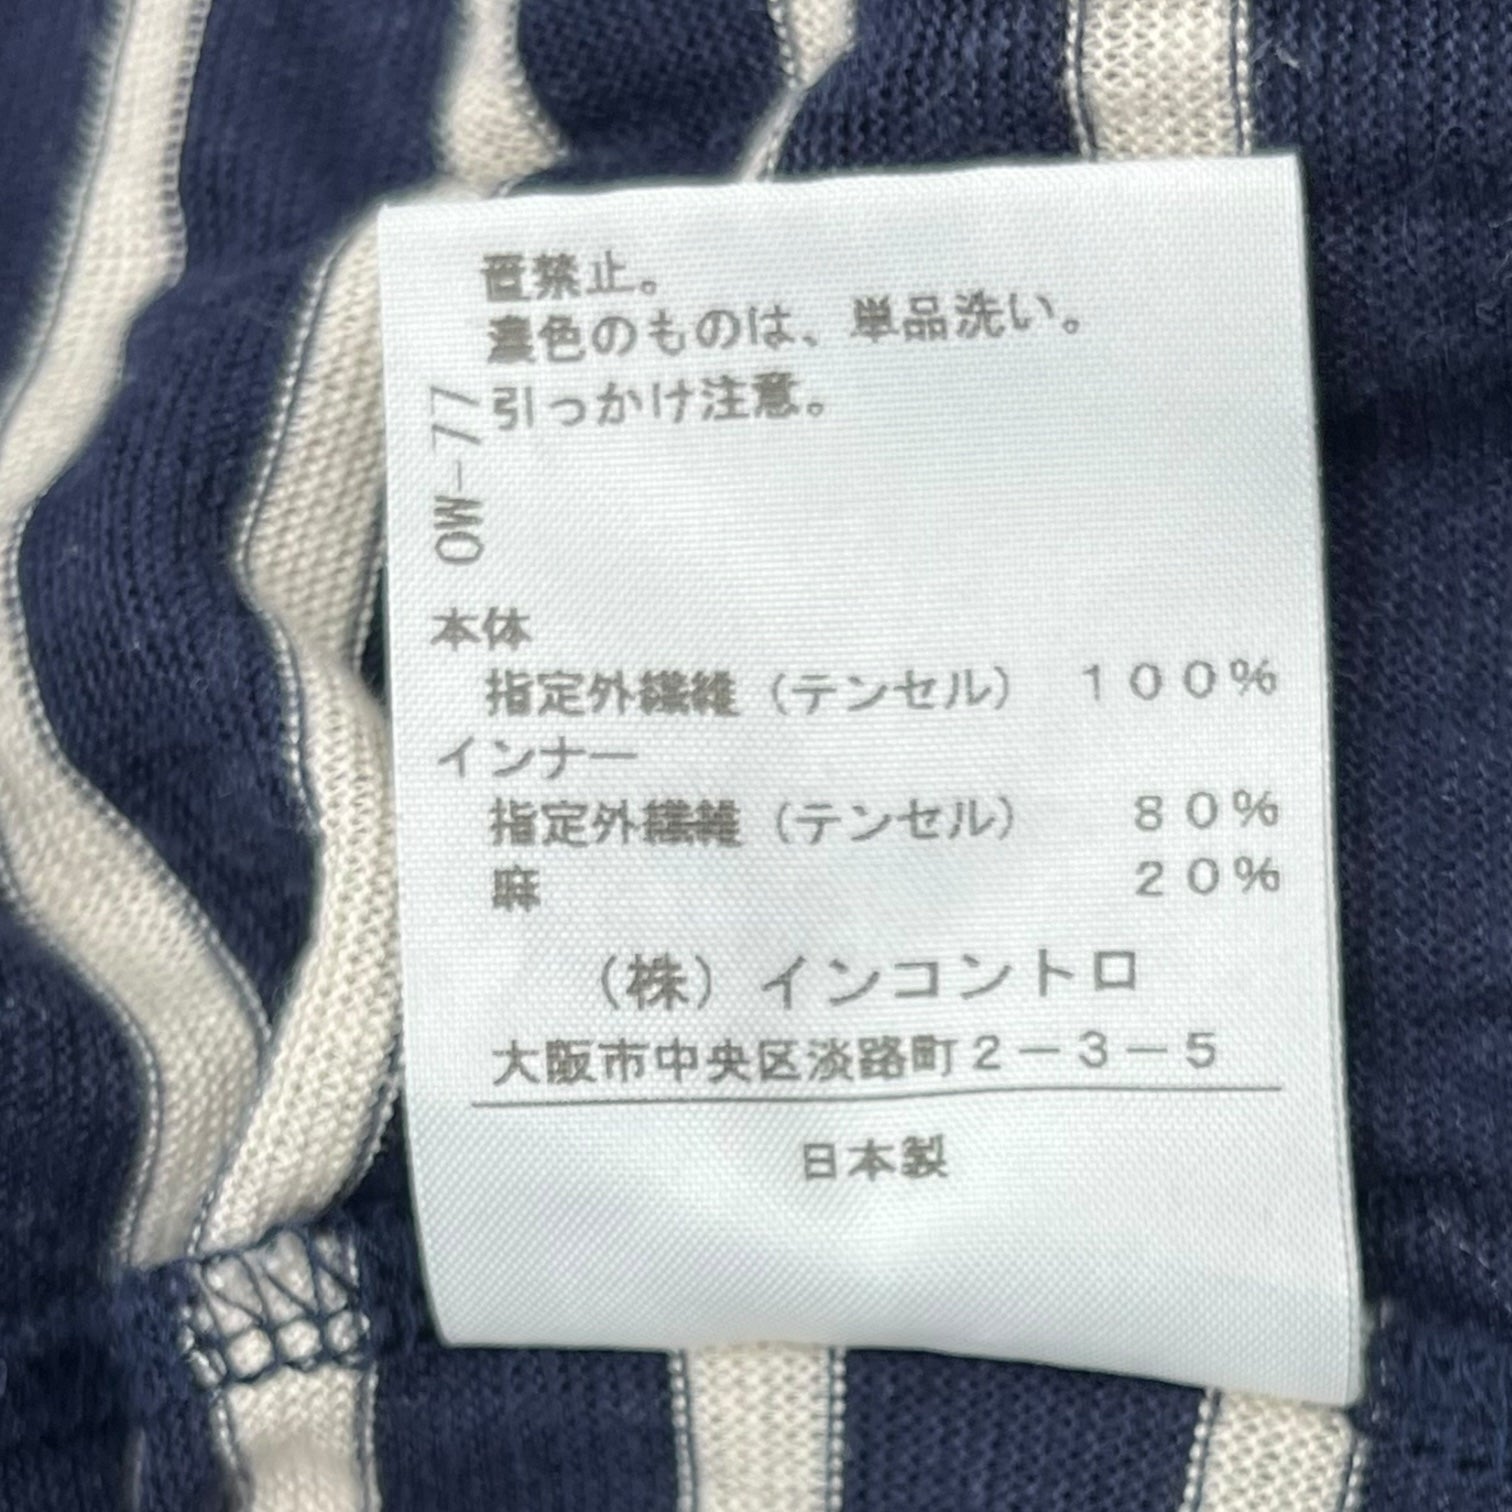 置禁止。
濃色のものは、単品洗い。
引っかけ注意。
OW-77
本体
指定外繊維（テンセル） １００％
インナー
指定外繊維（テンセル） ８０％
麻 ２０％
（株）インコントロ
大阪市中央区淡路町２－３－５
日本製